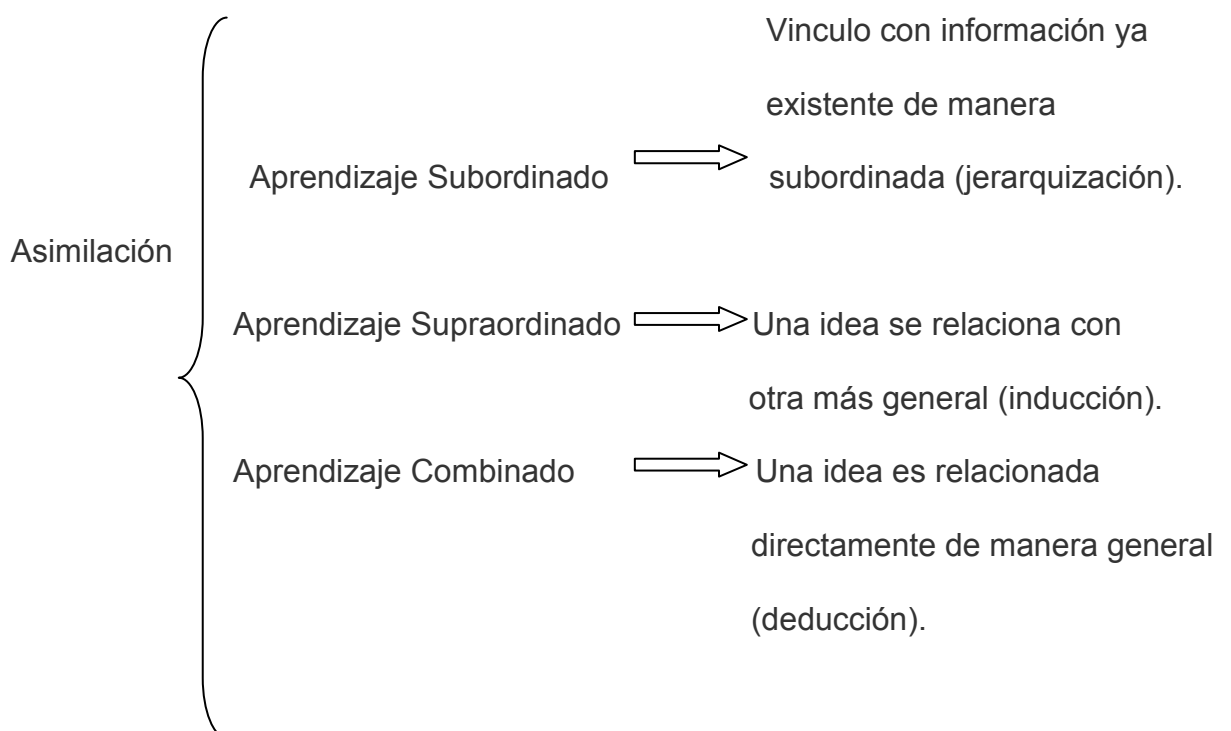 Vinculo con información ya
existente de manera
Aprendizaje Subordinado
subordinada (jerarquización).
Asimilación
Aprendizaje Supraordinado
Una idea se relaciona con
otra más general (inducción).
Aprendizaje Combinado
Una idea es relacionada
directamente de manera general
(deducción).